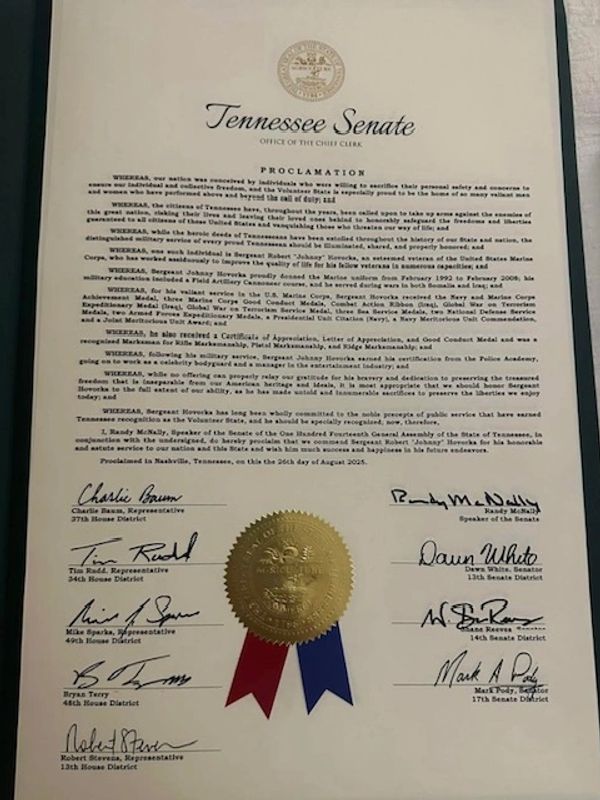 Tennessee Senate
OFFICE OF THE CHIEF CLERK
PROCLAMATION
WHEREAS, our nation was conceived by individuals who were willing to sacrifice their personal safety and concerns to
ensure our individual and collective freedom, and the Volunteer State is especially proud to be the home of so many valiant men
and women who have performed above and beyond the call of duty; and
WHEREAS, the citizens of Tennessee have, throughout the years, been called upon to take up arms against the enemies of
this great nation, risking their lives and leaving their loved ones behind to honorably safeguard the freedoms and liberties
guaranteed to all citizens of these United States and vanquishing those who threaten our way of life; and
WHEREAS, while the heroic deeds of Tennesseans have been extolled throughout the history of our State and nation, the
distinguished military service of every proud Tennessean should be illuminated, shared, and properly honored; and
WHEREAS, one such individual is Sergeant Robert "Johnny" Hovorka, an esteemed veteran of the United States Marine
Corps, who has worked assiduously to improve the quality of life for his fellow veterans in numerous capacities; and
WHEREAS, Sergeant Johnny Hovorka proudly donned the Marine uniform from February 1992 to February 2008; his
military education included a Field Artillery Cannoneer course, and he served during wars in both Somalia and Iraq; and
WHEREAS, for his valiant service in the U.S. Marine Corps, Sergeant Hovorka received the Navy and Marine Corps
Achievement Medal, three Marine Corps Good Conduct Medals, Combat Action Ribbon (Iraq), Global War on Terrorism
Expeditionary Medal (Iraq), Global War on Terrorism Service Medal, three Sea Service Medals, two National Defense Service
Medals, two Armed Forces Expeditionary Medals, a Presidential Unit Citation (Navy), a Navy Meritorious Unit Commendation,
and a Joint Meritorious Unit Award; and
WHEREAS, he also received a Certificate of Appreciation, Letter of Appreciation, and Good Conduct Medal and was a
recognized Marksman for Rifle Marksmanship, Pistol Marksmanship, and Ridge Marksmanship; and
WHEREAS, following his military service, Sergeant Johnny Hovorka earned his certification from the Police Academy,
going on to work as a celebrity bodyguard and a manager in the entertainment industry; and
WHEREAS, while no offering can properly relay our gratitude for his bravery and dedication to preserving the treasured
freedom that is inseparable from our American heritage and ideals, it is most appropriate that we should honor Sergeant
Hovorka to the full extent of our ability, as he has made untold and innumerable sacrifices to preserve the liberties we enjoy
today; and
WHEREAS, Sergeant Hovorka has long been wholly committed to the noble precepts of public service that have earned
Tennessee recognition as the Volunteer State, and he should be specially recognized; now, therefore,
I, Randy McNally, Speaker of the Senate of the One Hundred Fourteenth General Assembly of the State of Tennessee, in
conjunction with the undersigned, do hereby proclaim that we commend Sergeant Robert "Johnny" Hovorka for his honorable
and astute service to our nation and this State and wish him much success and happiness in his future endeavors.
Proclaimed in Nashville, Tennessee, on this the 26th day of August 2025.
Charlie Baum
Charlie Baum, Representative
37th House District
Tim Rudd
Tim Rudd, Representative
34th House District
Mike Sparks, Representative
49th House District
Bryan Terry
48th House District
Robert Stevens
Robert Stevens, Representative
13th House District
Randy McNally
Randy McNally
Speaker of the Senate
Dawn White
Dawn White, Senator
13th Senate District
Shane Reeves
14th Senate District
Mark A Pody
Mark Pody, Senator
17th Senate District
AGRICULTURE